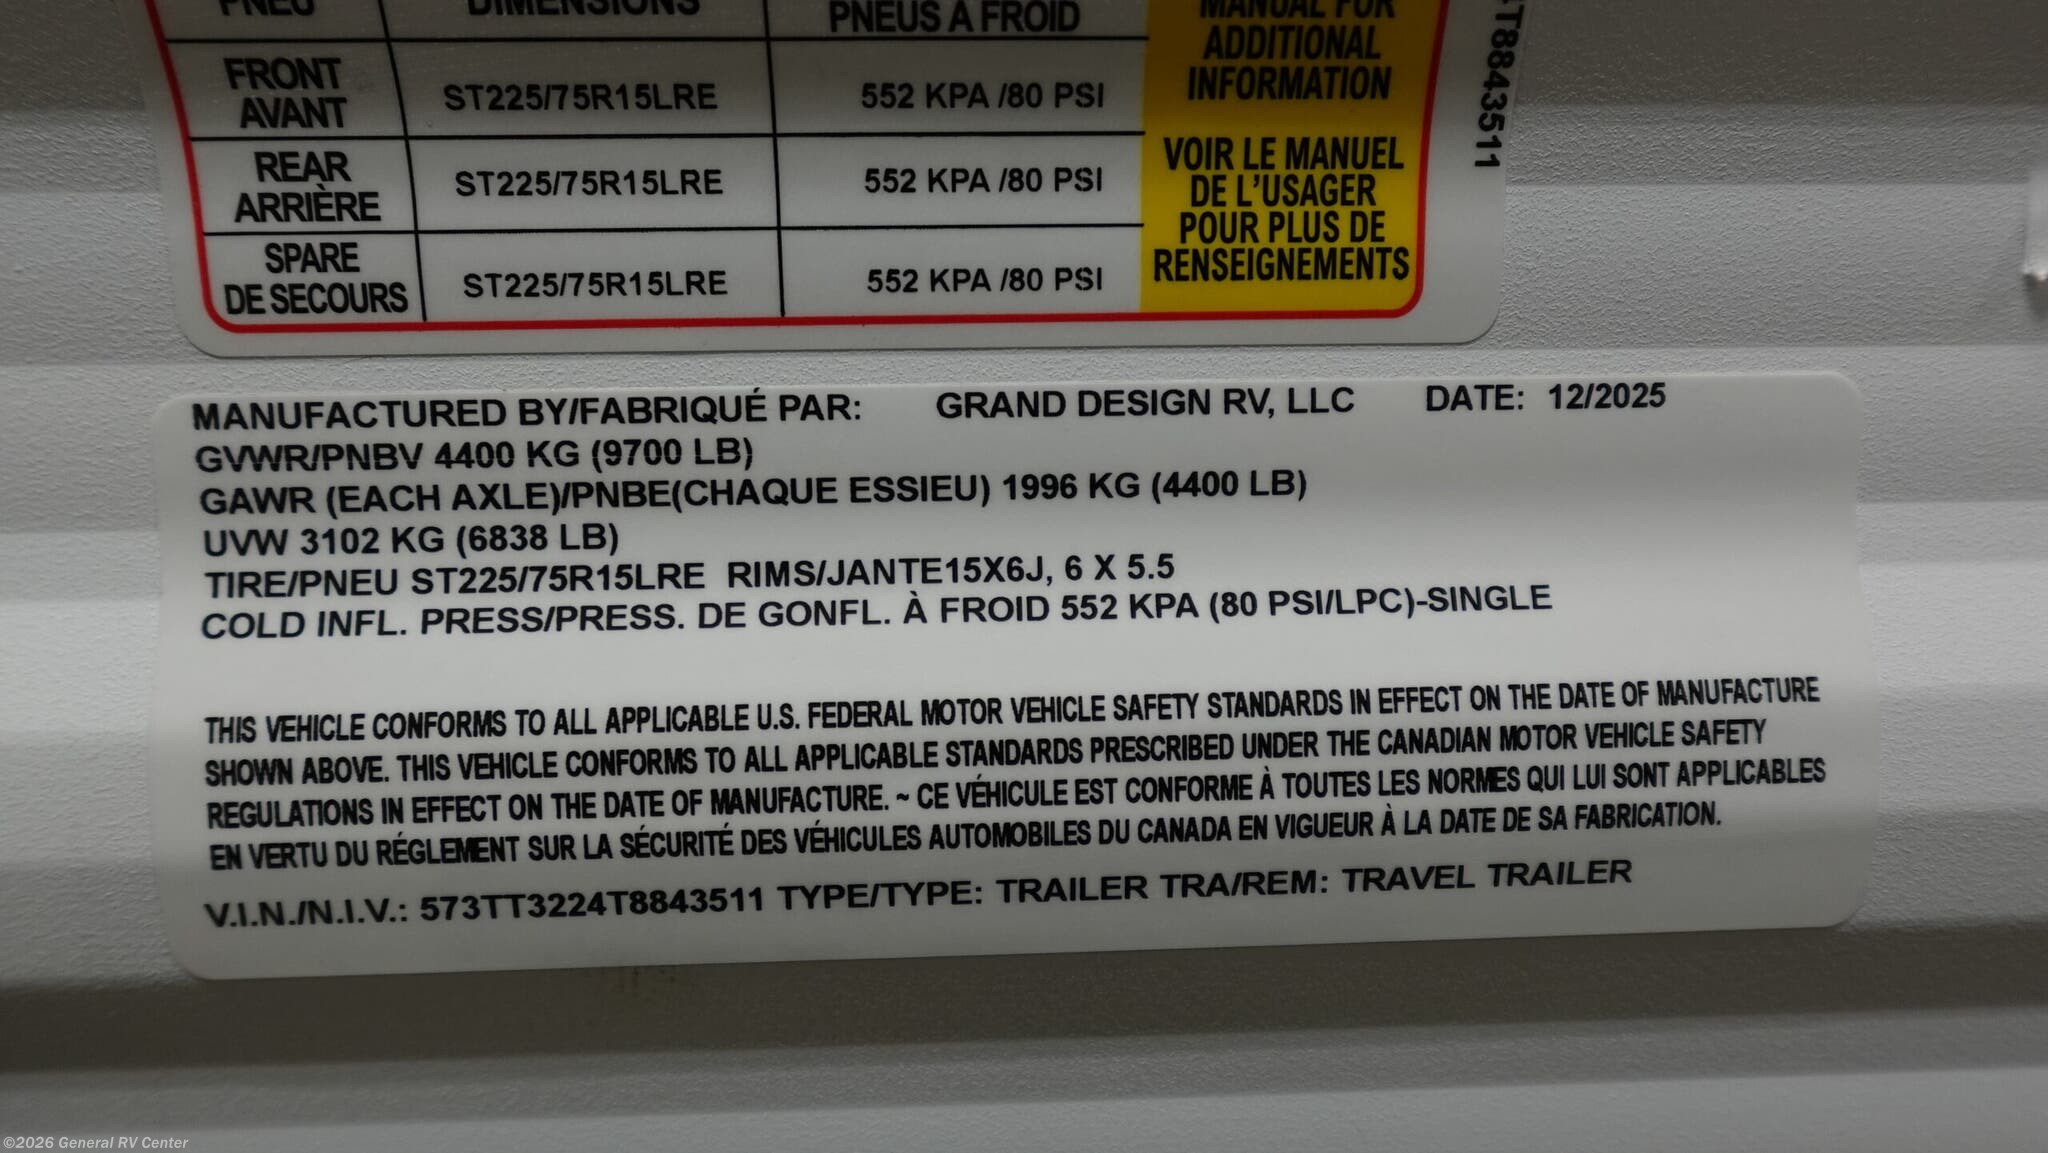 PNEU DIMENSIONS PNEUS A FROID
MANUAL FOR
ADDITIONAL
INFORMATION
FRONT
AVANT
ST225/75R15LRE
552 KPA /80 PSI
REAR
ARRIÈRE
ST225/75R15LRE
552 KPA /80 PSI
SPARE
DE SECOURS
ST225/75R15LRE
552 KPA /80 PSI
VOIR LE MANUEL
DE L'USAGER
POUR PLUS DE
RENSEIGNEMENTS
T8843511
MANUFACTURED BY/FABRIQUÉ PAR: GRAND DESIGN RV, LLC DATE: 12/2025
GVWR/PNBV 4400 KG (9700 LB)
GAWR (EACH AXLE)/PNBE(CHAQUE ESSIEU) 1996 KG (4400 LB)
UVW 3102 KG (6838 LB)
TIRE/PNEU ST225/75R15LRE RIMS/JANTE15X6J, 6 X 5.5
COLD INFL. PRESS/PRESS. DE GONFL. À FROID 552 KPA (80 PSI/LPC)-SINGLE
THIS VEHICLE CONFORMS TO ALL APPLICABLE U.S. FEDERAL MOTOR VEHICLE SAFETY STANDARDS IN EFFECT ON THE DATE OF MANUFACTURE
SHOWN ABOVE. THIS VEHICLE CONFORMS TO ALL APPLICABLE STANDARDS PRESCRIBED UNDER THE CANADIAN MOTOR VEHICLE SAFETY
REGULATIONS IN EFFECT ON THE DATE OF MANUFACTURE. ~ CE VÉHICULE EST CONFORME À TOUTES LES NORMES QUI LUI SONT APPLICABLES
EN VERTU DU RÉGLEMENT SUR LA SÉCURITÉ DES VÉHICULES AUTOMOBILES DU CANADA EN VIGUEUR À LA DATE DE SA FABRICATION.
V.I.N./N.I.V.: 573TT3224T8843511 TYPE/TYPE: TRAILER TRA/REM: TRAVEL TRAILER
©2026 General RV Center